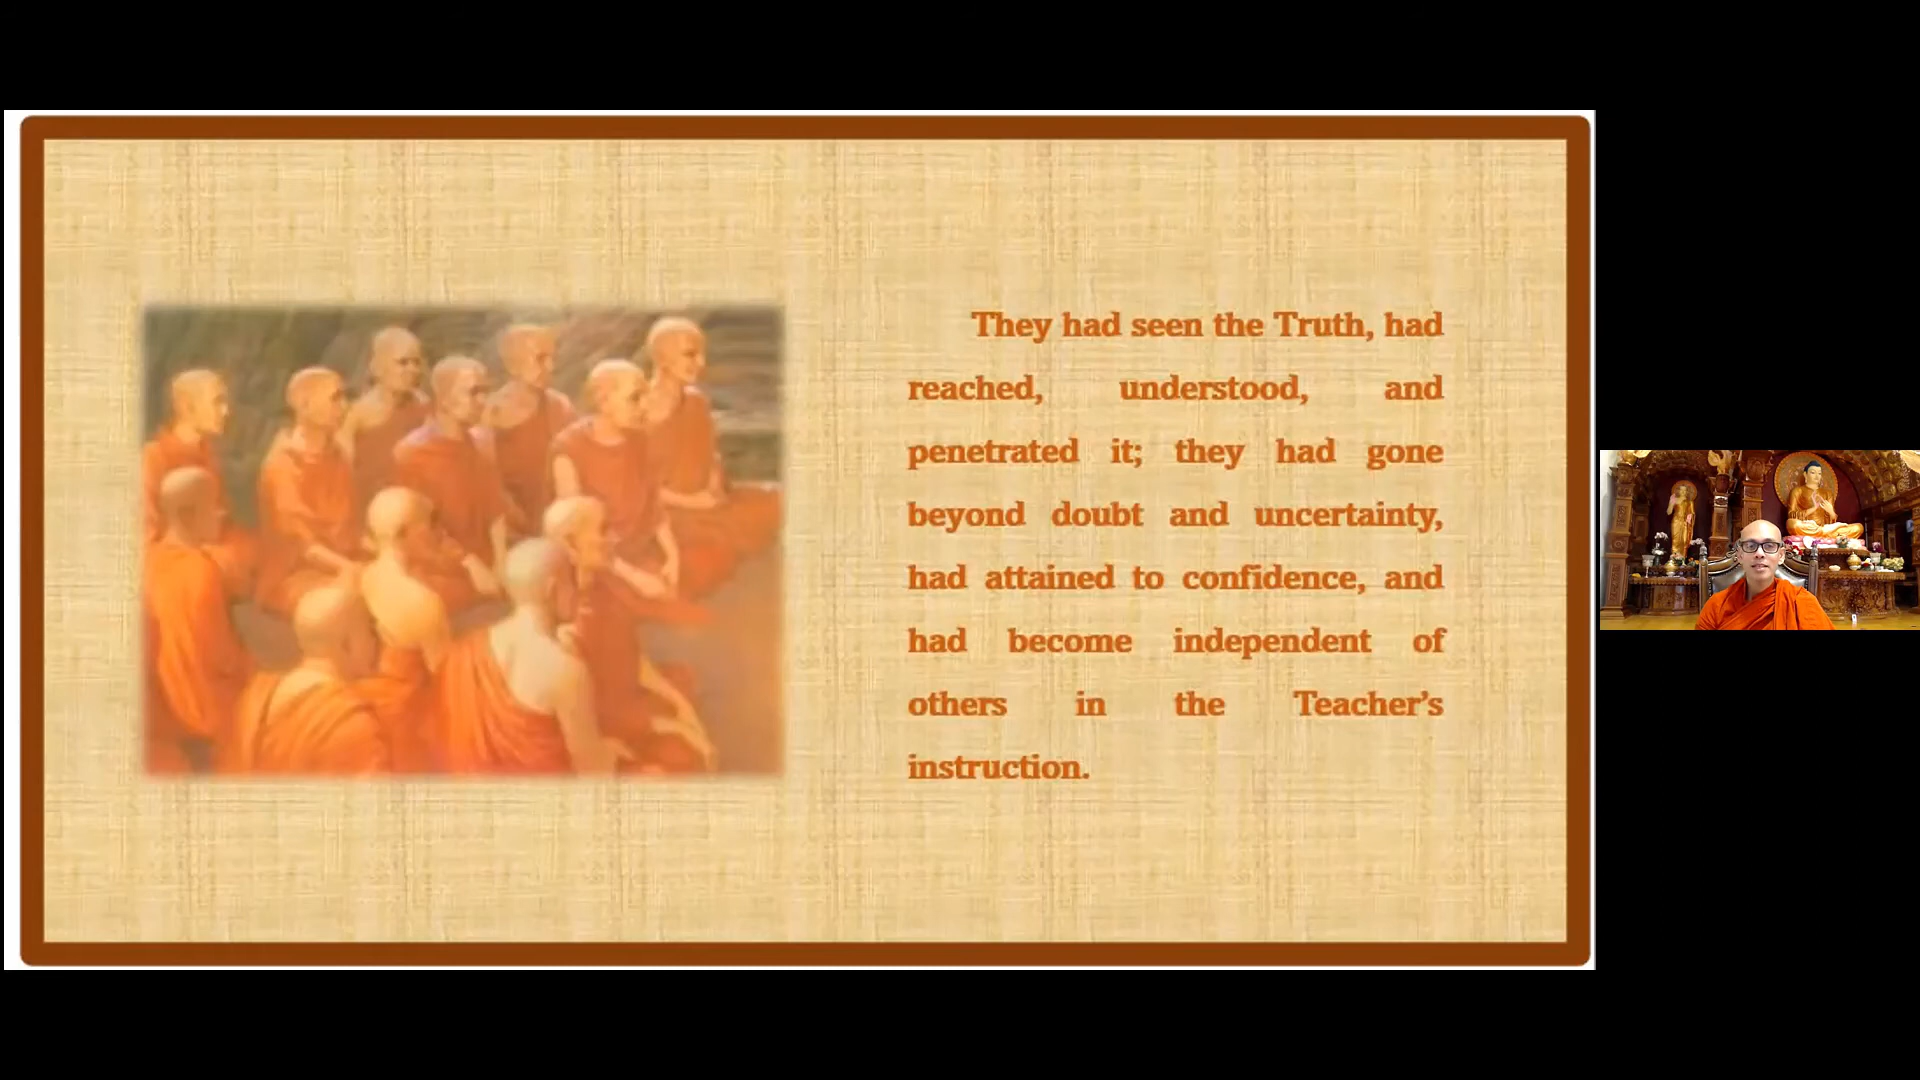 They had seen the Truth, had
reached, understood, and
penetrated it; they had gone
beyond doubt and uncertainty,
had attained to confidence, and
had become independent of
others in the Teacher’s
instruction.